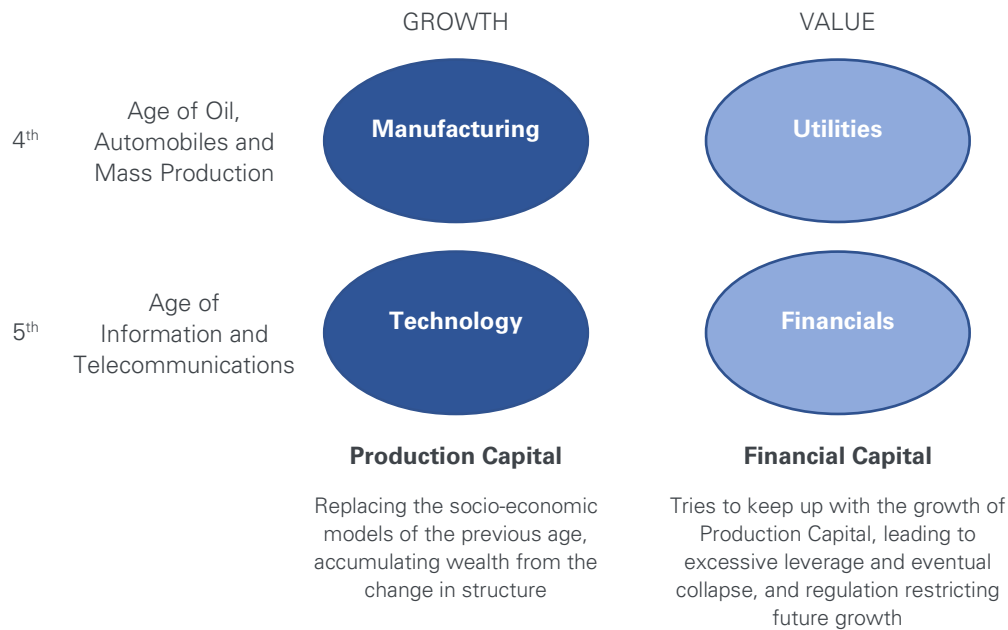 GROWTH
VALUE
4th
Age of Oil,
Automobiles and
Mass Production
Manufacturing
Utilities
5th
Age of
Information and
Telecommunications
Technology
Financials
Production Capital
Replacing the socio-economic
models of the previous age,
accumulating wealth from the
change in structure
Financial Capital
Tries to keep up with the growth of
Production Capital, leading to
excessive leverage and eventual
collapse, and regulation restricting
future growth